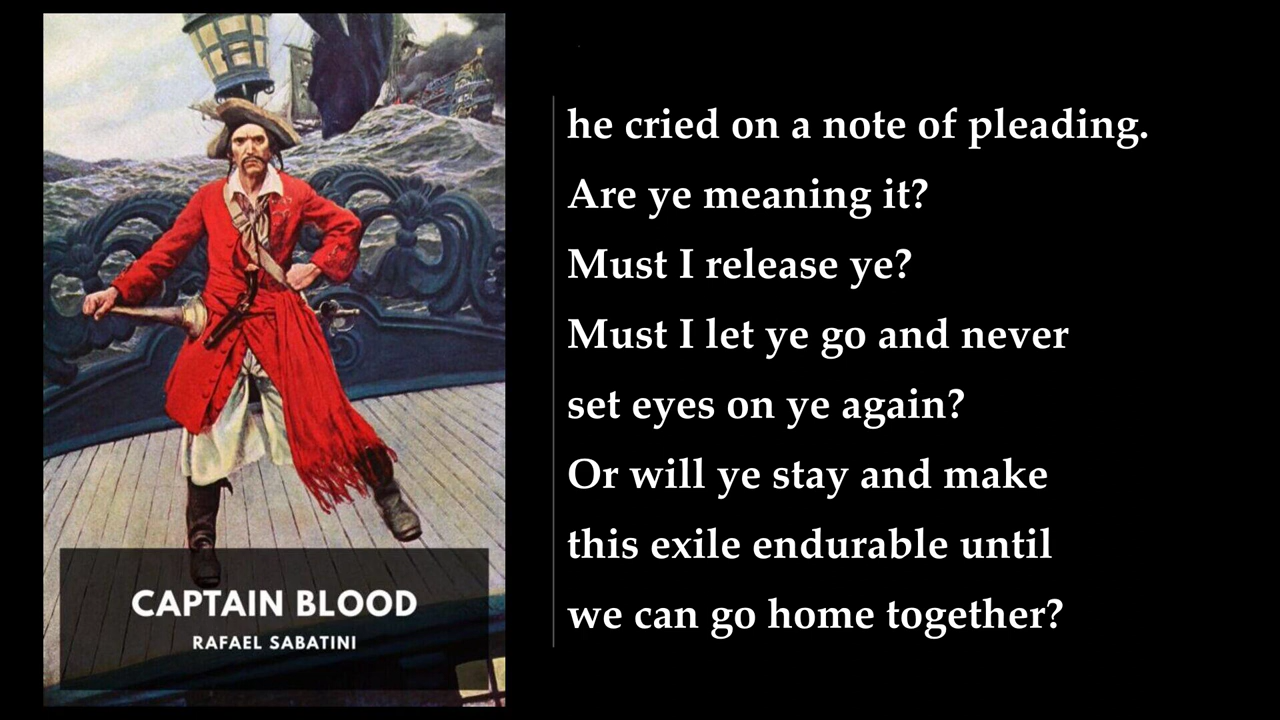 CAPTAIN BLOOD
RAFAEL SABATINI
he cried on a note of pleading.
Are ye meaning it?
Must I release ye?
Must I let ye go and never
set eyes on ye again?
Or will ye stay and make
this exile endurable until
we can go home together?